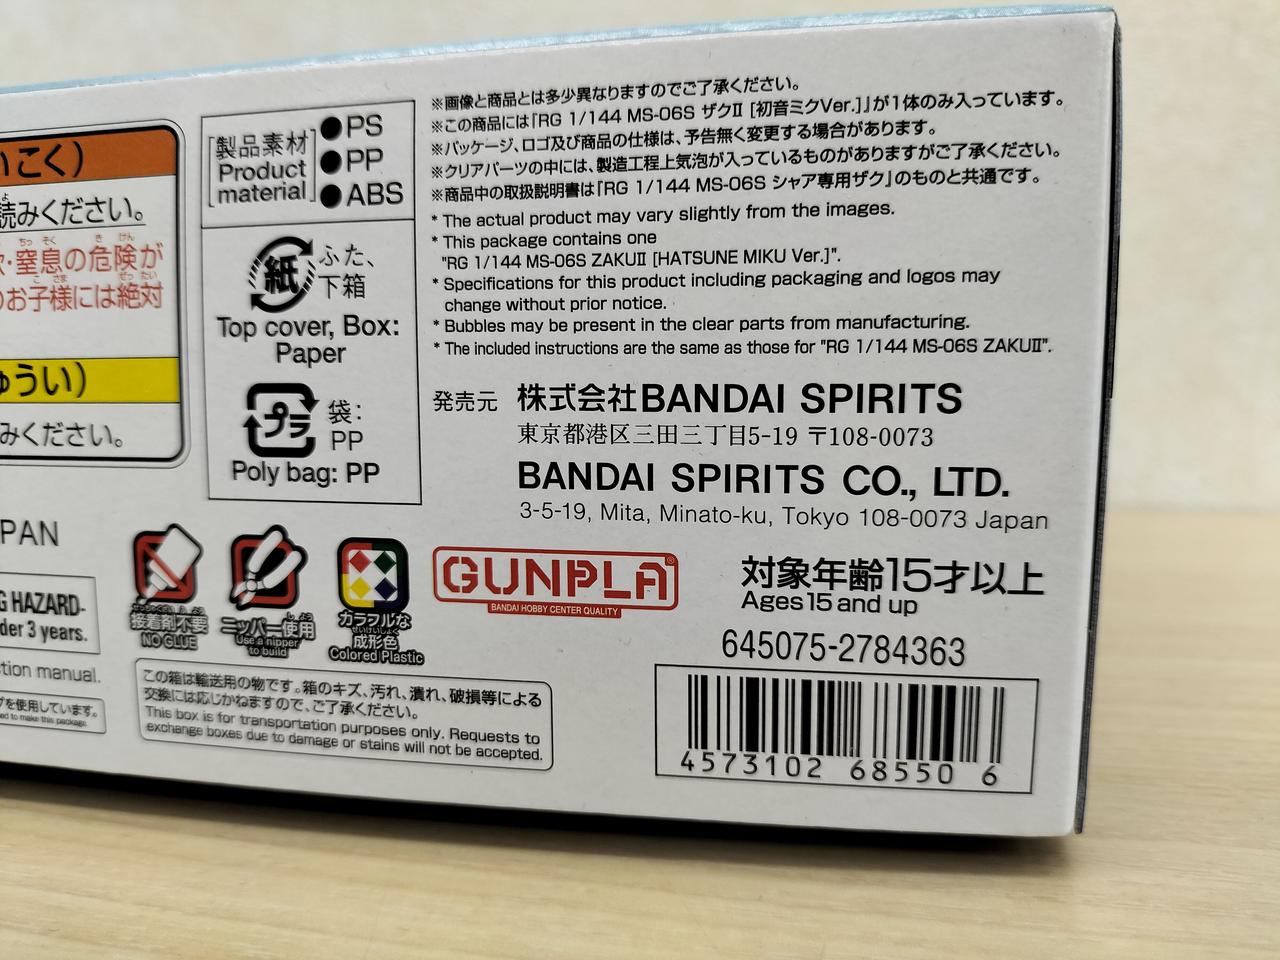 いこく）
読みください。
・窒息の危険が
のお子様には絶対
ゅうい）
みください。
PAN
G HAZARD-
der 3 years.
ction manual.
を使用しています。
ed to make this package.
製品素材
Product
material
●PS
●PP
●ABS
紙
ふた、
下箱
Top cover, Box:
Paper
プラ
袋：
PP
Poly bag: PP
※画像と商品とは多少異なりますのでご了承ください。
※この商品には「RG 1/144 MS-06S ザクⅡ [初音ミクVer.]」が1体のみ入っています。
※パッケージ、ロゴ及び商品の仕様は、予告無く変更する場合があります。
※クリアパーツの中には、製造工程上気泡が入っているものがありますがご了承ください。
※商品中の取扱説明書は「RG 1/144 MS-06S シャア専用ザク」のものと共通です。
* The actual product may vary slightly from the images.
* This package contains one
"RG 1/144 MS-06S ZAKUⅡ [HATSUNE MIKU Ver.]".
* Specifications for this product including packaging and logos may
change without prior notice.
* Bubbles may be present in the clear parts from manufacturing.
* The included instructions are the same as those for "RG 1/144 MS-06S ZAKUⅡ".
発売元 株式会社BANDAI SPIRITS
東京都港区三田三丁目5-19 〒108-0073
BANDAI SPIRITS CO., LTD.
3-5-19, Mita, Minato-ku, Tokyo 108-0073 Japan
接着剤不要
NO GLUE
ニッパー使用
Use a nipper
to build
カラフルな
成形色
Colored Plastic
GUNPLA®
BANDAI HOBBY CENTER QUALITY
対象年齢15才以上
Ages 15 and up
645075-2784363
この箱は輸送用の物です。箱のキズ、汚れ、潰れ、破損等による
交換には応じかねますので、ご了承ください。
This box is for transportation purposes only. Requests to
exchange boxes due to damage or stains will not be accepted.
4573102 68550 6